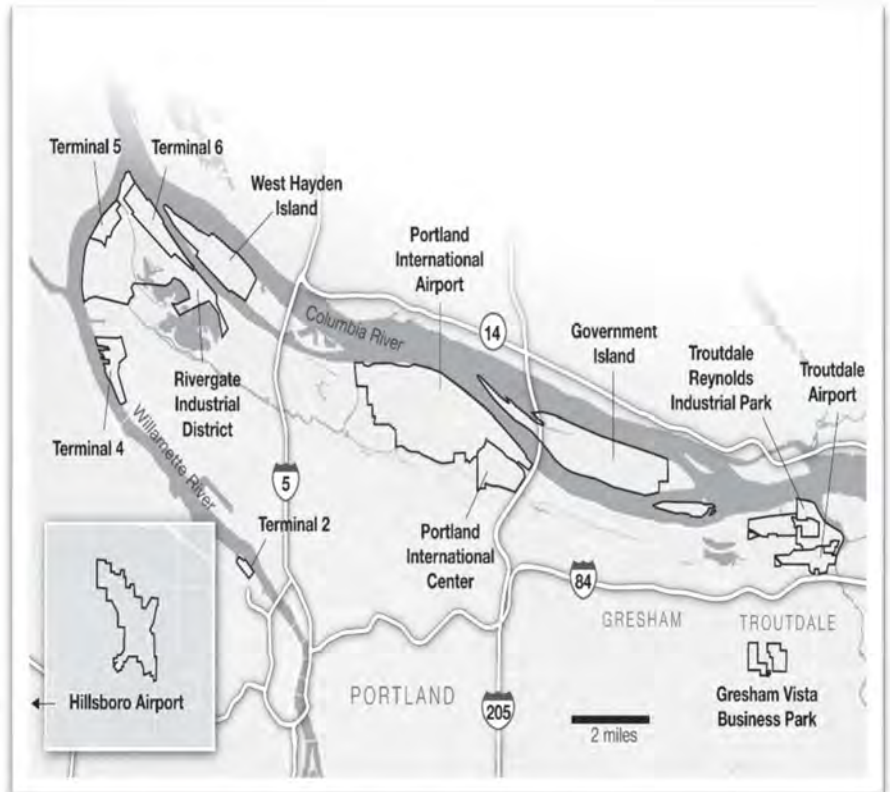 Terminal 5
Terminal 6
West Hayden
Island
Portland
International
Airport
Columbia River
14
Government
Island
Troutdale
Reynolds
Industrial Park
Troutdale
Airport
Rivergate
Industrial
District
Terminal 4
Willamette River
5
Terminal 2
Portland
International
Center
84
GRESHAM
TROUTDALE
Hillsboro Airport
PORTLAND
205
2 miles
Gresham Vista
Business Park